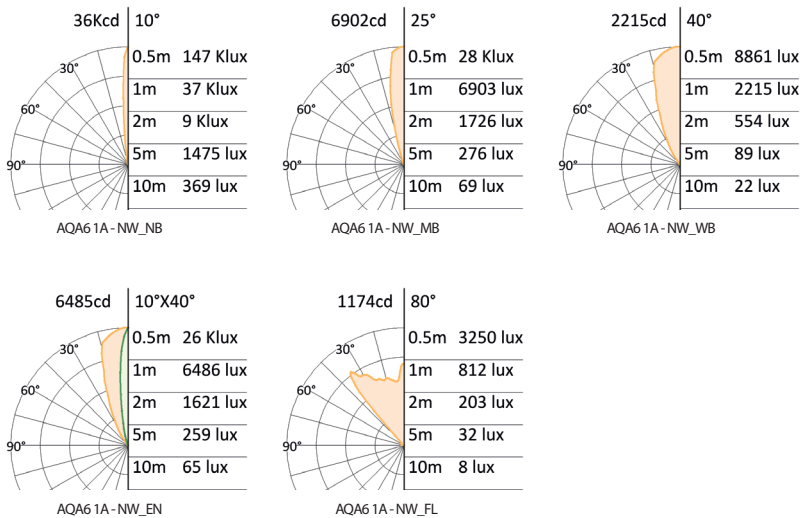 36Kcd 10°
0.5m 147 Klux
1m 37 Klux
2m 9 Klux
5m 1475 lux
10m 369 lux
30°
60°
90°
AQA6 1A - NW_NB
6902cd 25°
0.5m 28 Klux
1m 6903 lux
2m 1726 lux
5m 276 lux
10m 69 lux
30°
60°
90°
AQA6 1A - NW_MB
2215cd 40°
0.5m 8861 lux
1m 2215 lux
2m 554 lux
5m 89 lux
10m 22 lux
30°
60°
90°
AQA6 1A - NW_WB
6485cd 10°X40°
0.5m 26 Klux
1m 6486 lux
2m 1621 lux
5m 259 lux
10m 65 lux
30°
60°
90°
AQA6 1A - NW_EN
1174cd 80°
0.5m 3250 lux
1m 812 lux
2m 203 lux
5m 32 lux
10m 8 lux
30°
60°
90°
AQA6 1A - NW_FL